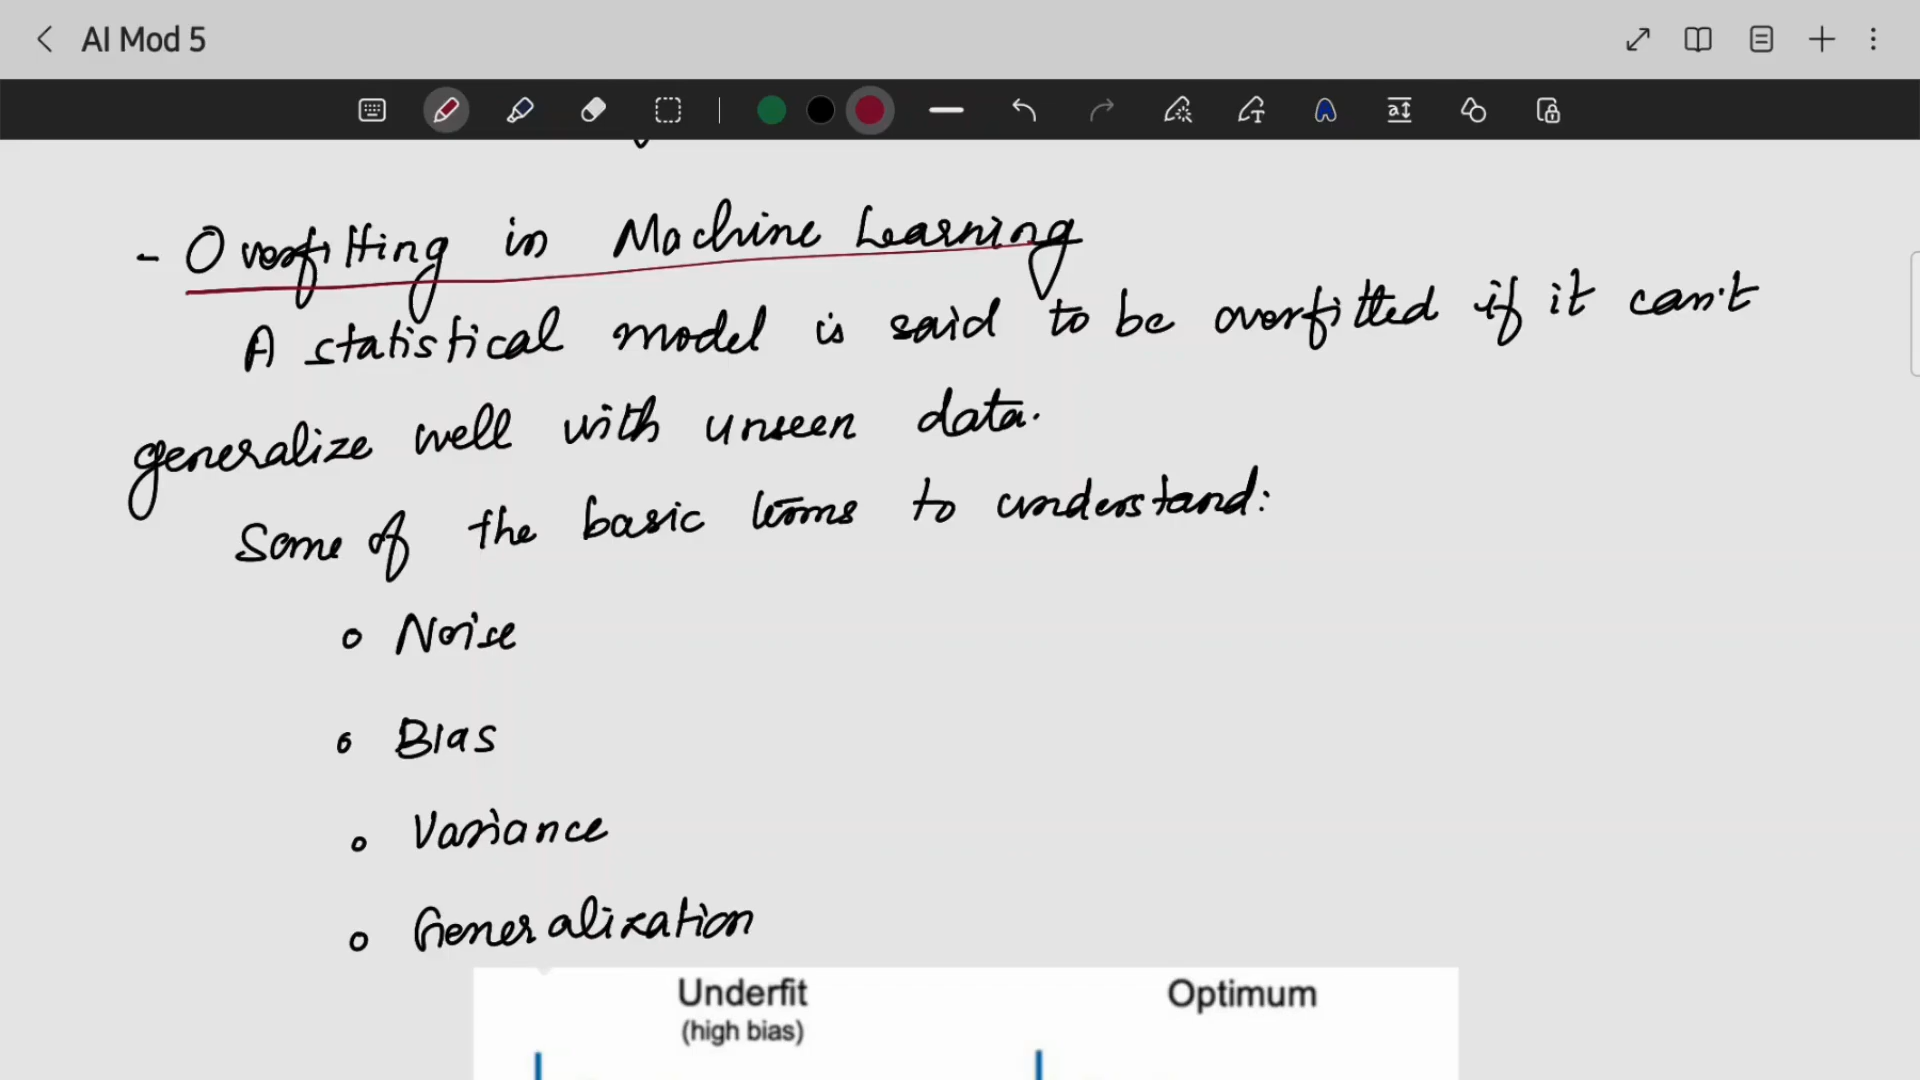 AI Mod 5
- Overfitting in Machine Learning
A statistical model is said to be overfitted if it can't
generalize well with unseen data.
Some of the basic terms to understand:
o Noise
o Bias
o Variance
o Generalization
Underfit Optimum
(high bias)